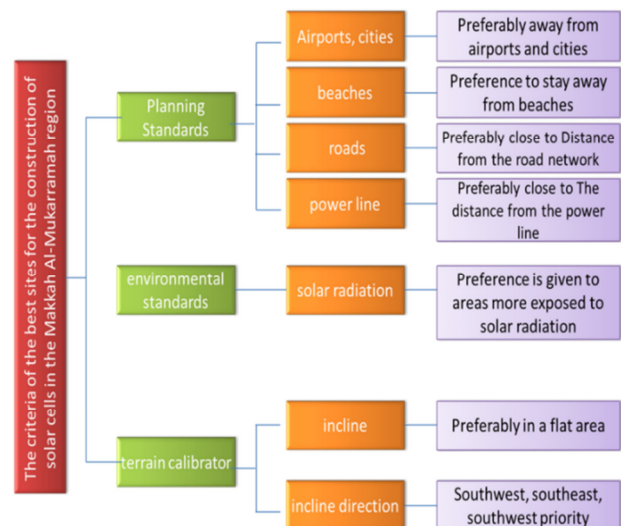 The criteria of the best sites for the construction of
solar cells in the Makkah Al-Mukarramah region
Planning
Standards
Airports, cities
Preferably away from
airports and cities
beaches
Preference to stay away
from beaches
roads
Preferably close to Distance
from the road network
power line
Preferably close to The
distance from the power
line
environmental
standards
solar radiation
Preference is given to
areas more exposed to
solar radiation
terrain calibrator
incline
Preferably in a flat area
incline direction
Southwest, southeast,
southwest priority